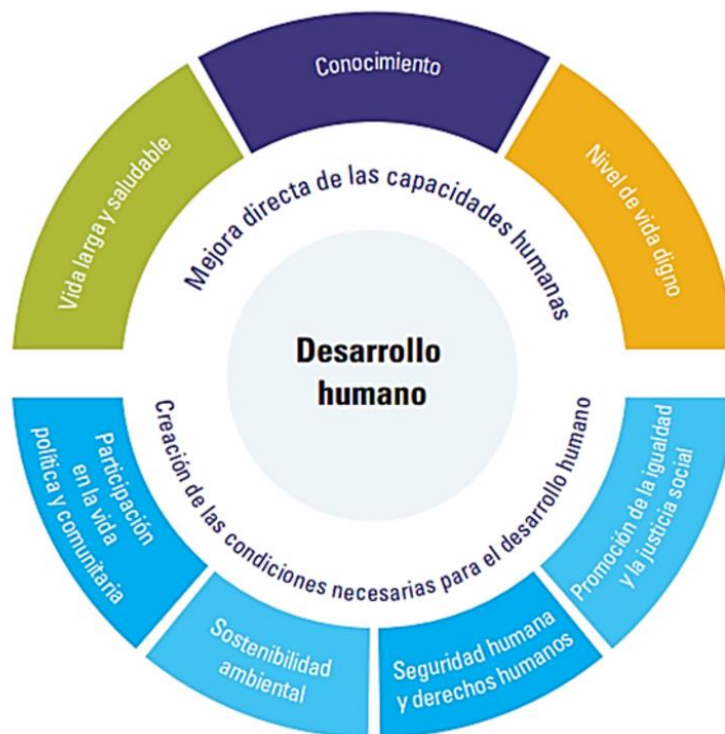 Conocimiento
Vida larga y saludable
Nivel de vida digno
Mejora directa de las capacidades humanas
Desarrollo
humano
Creación de las condiciones necesarias para el desarrollo humano
Participación
en la vida
política y comunitaria
Sostenibilidad
ambiental
Seguridad humana
y derechos humanos
Promoción de la igualdad
y la justicia social